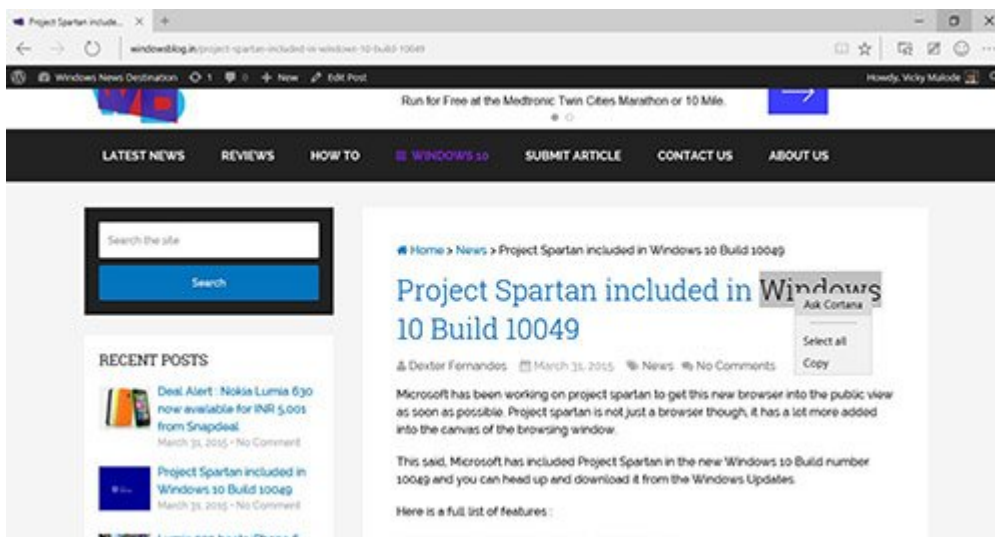 Project Spartan include...
windowsblog.in/project-spartan-included-in-windows-10-build-10049
Windows News Destination 1 0 + New Edit Post
Howdy, Vicky Malode
Run for Free at the Medtronic Twin Cities Marathon or 10 Mile.
LATEST NEWS REVIEWS HOW TO WINDOWS 10 SUBMIT ARTICLE CONTACT US ABOUT US
Search the site
Search
RECENT POSTS
Deal Alert : Nokia Lumia 630
now available for INR 5,001
from Snapdeal
March 31, 2015 • No Comment
Project Spartan included in
Windows 10 Build 10049
March 31, 2015 • No Comment
Home > News > Project Spartan included in Windows 10 Build 10049
Project Spartan included in Windows
10 Build 10049
Ask Cortana
Select all
Copy
Dexter Fernandes March 31, 2015 News No Comments
Microsoft has been working on project spartan to get this new browser into the public view
as soon as possible. Project spartan is not just a browser though, it has a lot more added
into the canvas of the browsing window.
This said, Microsoft has included Project Spartan in the new Windows 10 Build number
10049 and you can head up and download it from the Windows Updates.
Here is a full list of features :